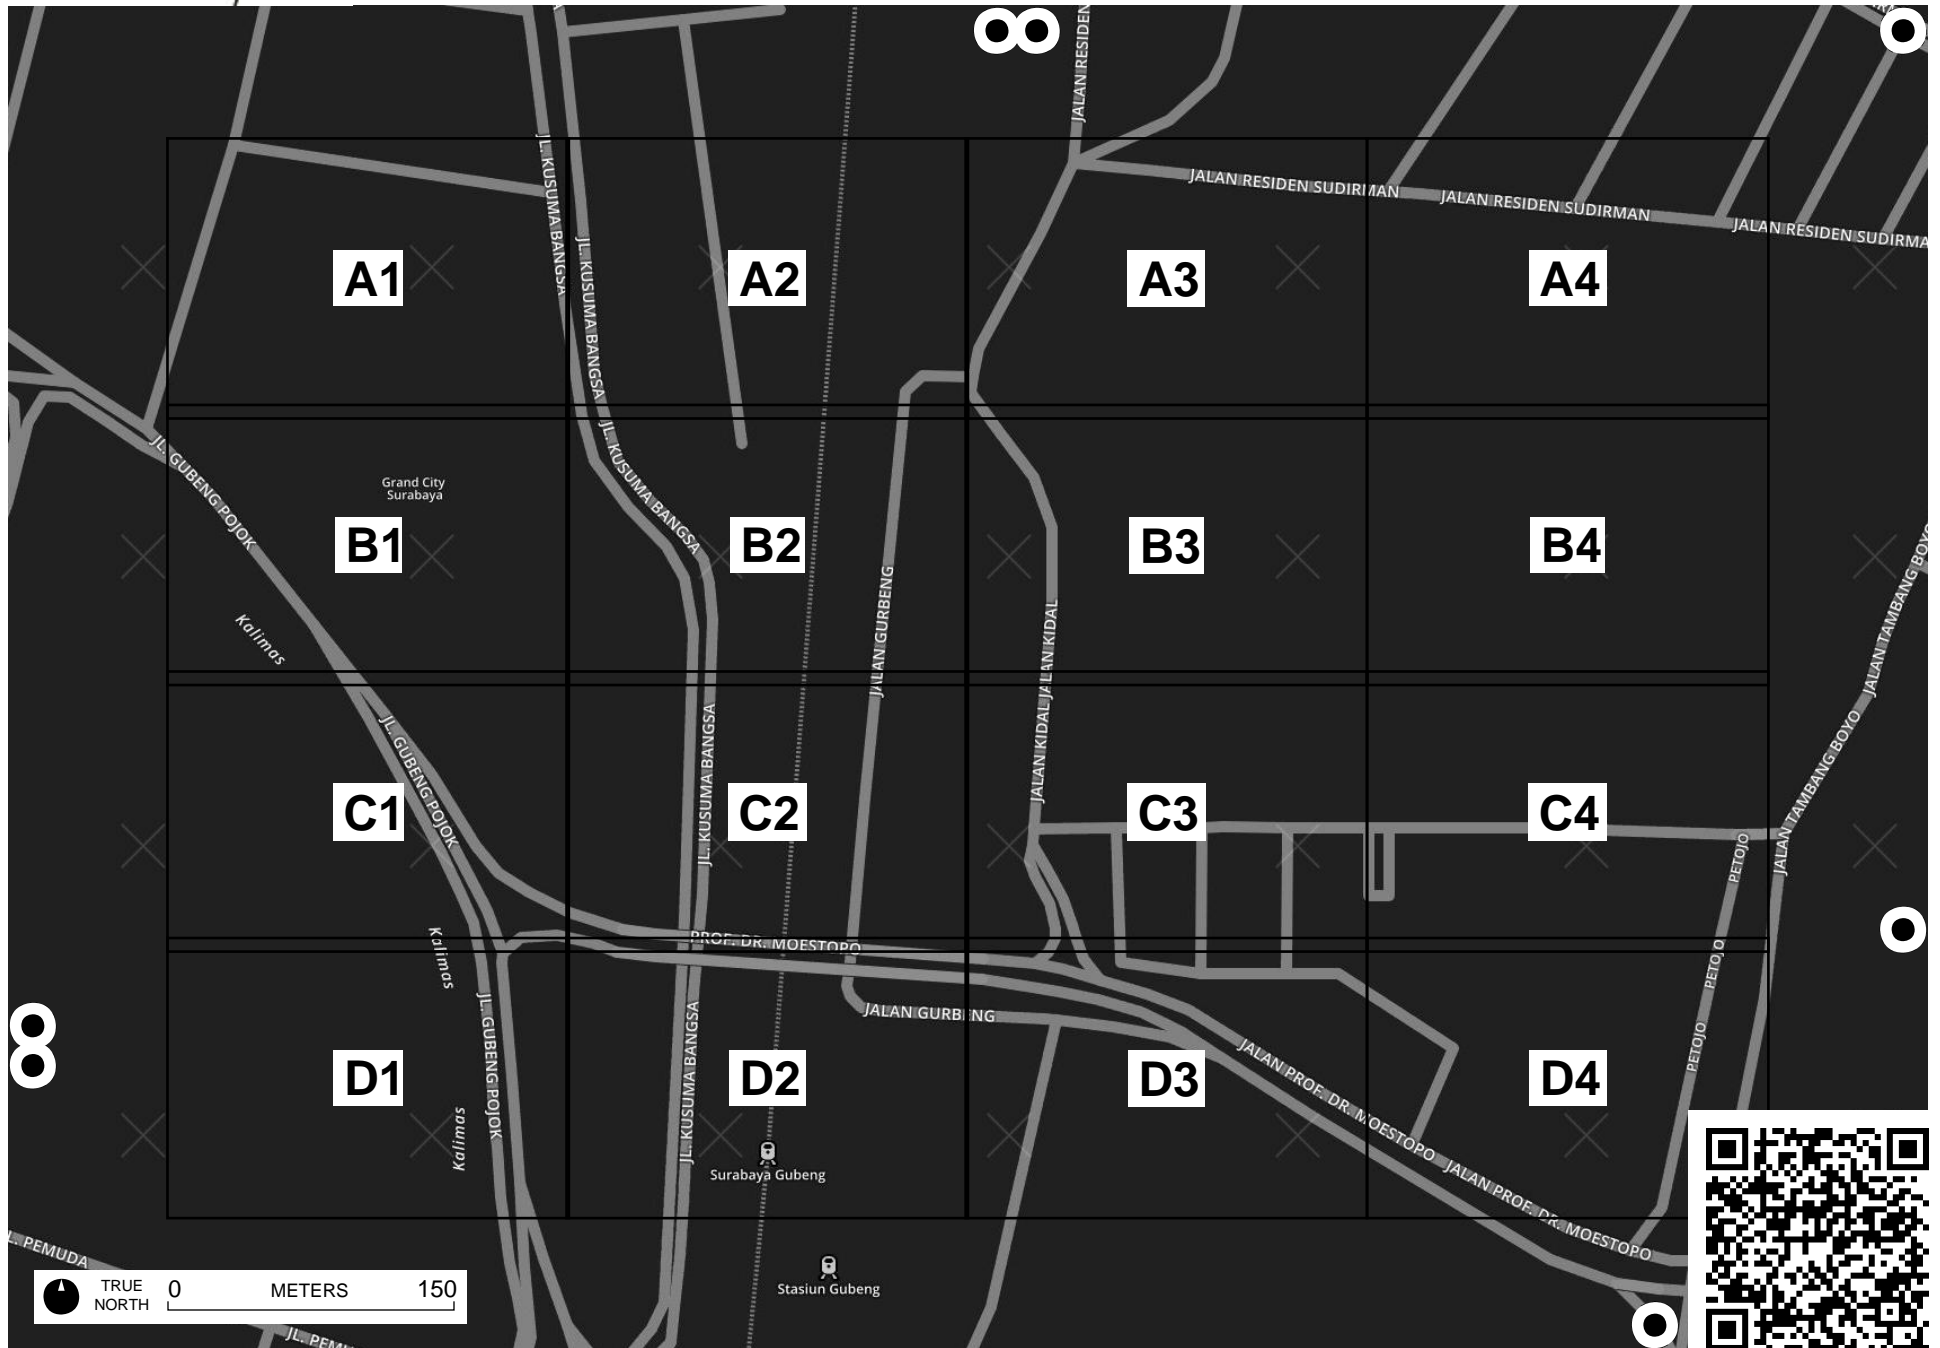 JALAN RESIDEN
JL. KUSUMA BANGSA
JALAN RESIDEN SUDIRMAN
JALAN RESIDEN SUDIRMAN
JALAN RESIDEN SUDIRMA
JL. KUSUMA BANGSA
A1
A2
A3
A4
JL. GUBENG POJOK
JL. KUSUMA BANGSA
Grand City
Surabaya
B1
B2
B3
B4
JALAN GURBENG
JALAN KIDAL
JALAN TAMBANG BOYO
Kalimas
JALAN KIDAL
JL. GUBENG POJOK
JL. KUSUMA BANGSA
JALAN TAMBANG BOYO
C1
C2
C3
C4
PETOJO
Kalimas
PROF. DR. MOESTOPO
PETOJO
JL. GUBENG POJOK
JL. KUSUMA BANGSA
JALAN GURBENG
JALAN PROF. DR. MOESTOPO
PETOJO
D1
D2
D3
D4
Kalimas
Surabaya Gubeng
JALAN PROF. DR. MOESTOPO
L. PEMUDA
Stasiun Gubeng
TRUE
NORTH
0 METERS 150
JL. PEMU